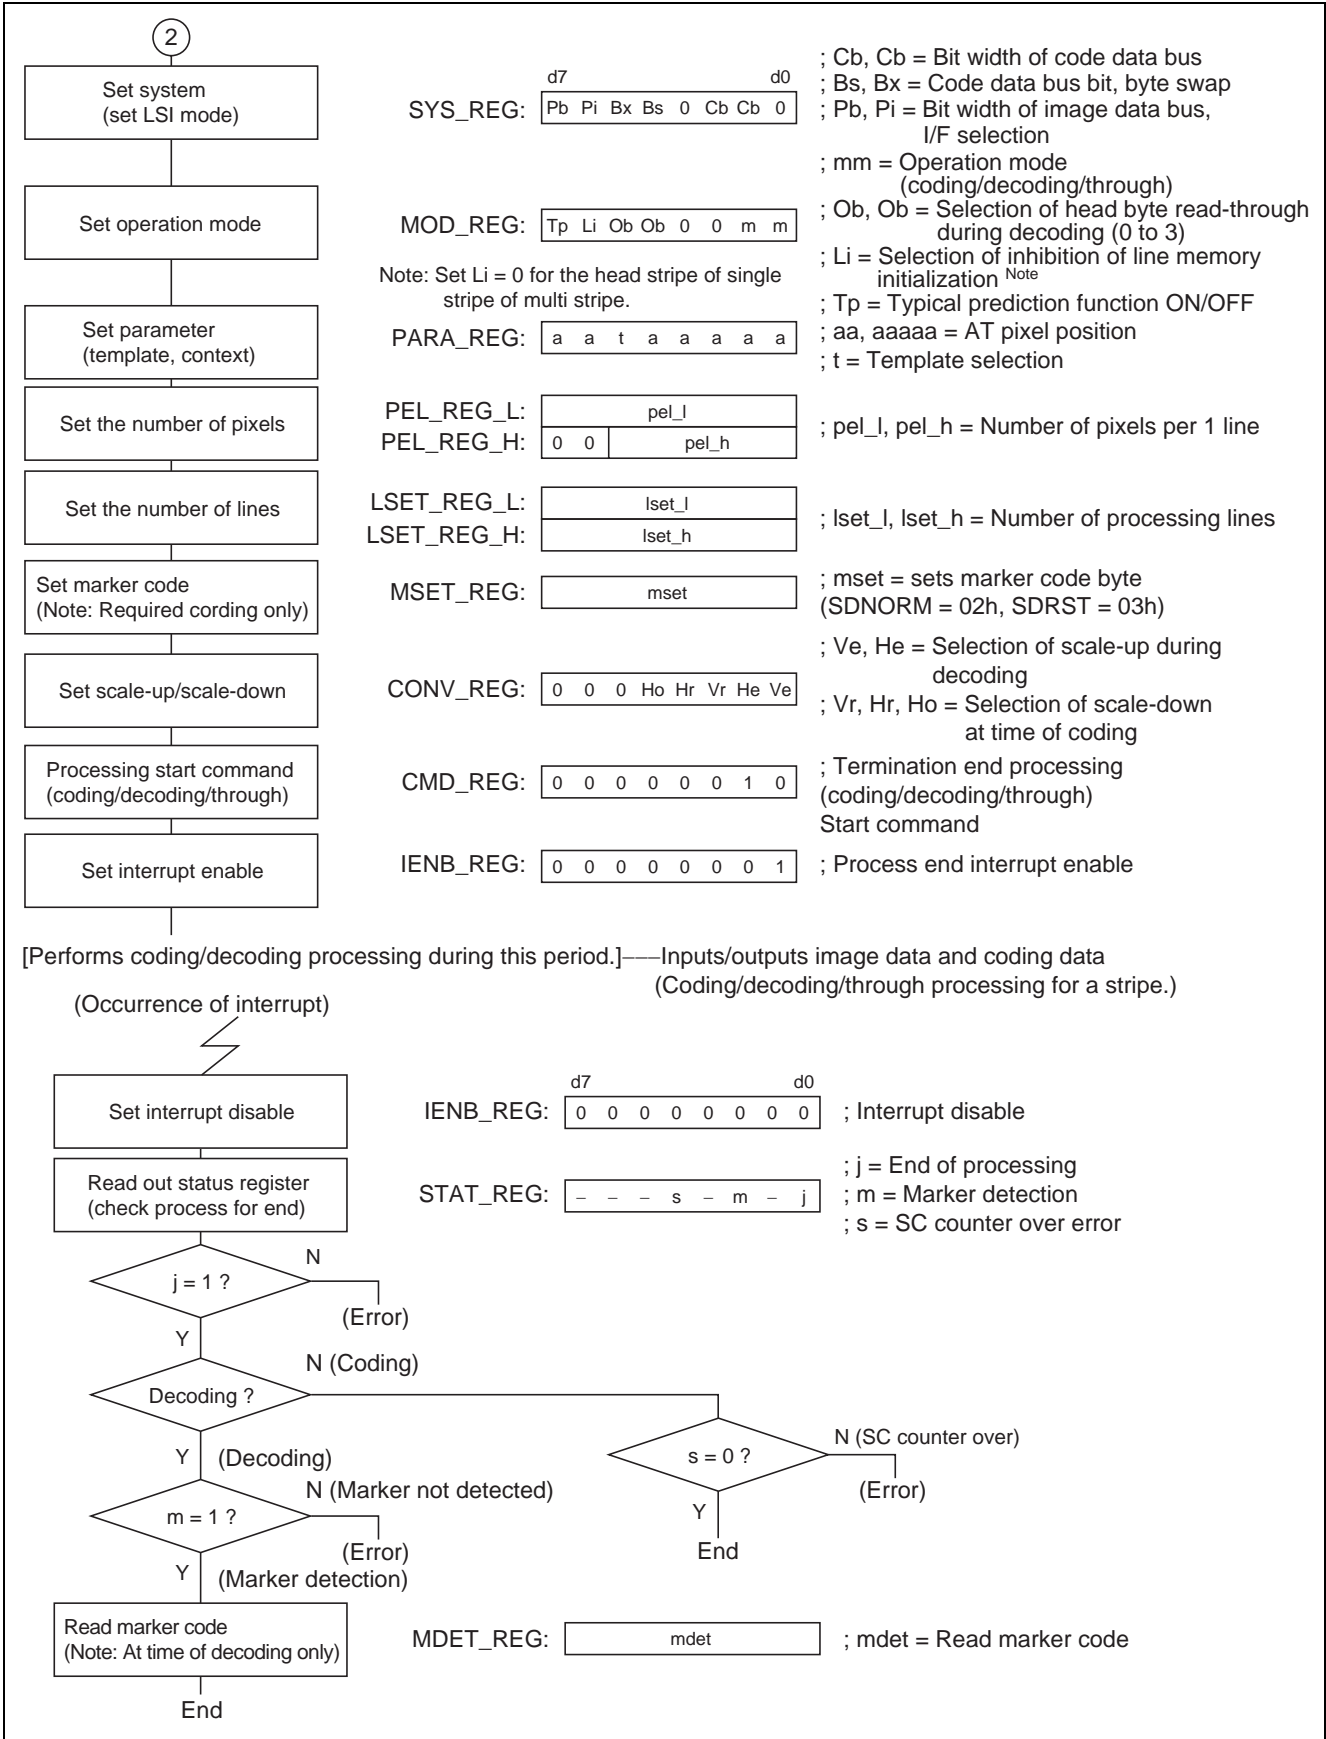 2
Set system
(set LSI mode)
d7 d0
SYS_REG: Pb Pi Bx Bs 0 Cb Cb 0
; Cb, Cb = Bit width of code data bus
; Bs, Bx = Code data bus bit, byte swap
; Pb, Pi = Bit width of image data bus,
I/F selection
Set operation mode
MOD_REG: Tp Li Ob Ob 0 0 m m
; mm = Operation mode
(coding/decoding/through)
; Ob, Ob = Selection of head byte read-through
during decoding (0 to 3)
; Li = Selection of inhibition of line memory
initialization Note
; Tp = Typical prediction function ON/OFF
Note: Set Li = 0 for the head stripe of single
stripe of multi stripe.
Set parameter
(template, context)
PARA_REG: a a t a a a a a
; aa, aaaaa = AT pixel position
; t = Template selection
Set the number of pixels
PEL_REG_L: pel_l
PEL_REG_H: 0 0 pel_h
; pel_l, pel_h = Number of pixels per 1 line
Set the number of lines
LSET_REG_L: lset_l
LSET_REG_H: lset_h
; lset_l, lset_h = Number of processing lines
Set marker code
(Note: Required cording only)
MSET_REG: mset
; mset = sets marker code byte
(SDNORM = 02h, SDRST = 03h)
Set scale-up/scale-down
CONV_REG: 0 0 0 Ho Hr Vr He Ve
; Ve, He = Selection of scale-up during
decoding
; Vr, Hr, Ho = Selection of scale-down
at time of coding
Processing start command
(coding/decoding/through)
CMD_REG: 0 0 0 0 0 0 1 0
; Termination end processing
(coding/decoding/through)
Start command
Set interrupt enable
IENB_REG: 0 0 0 0 0 0 0 1
; Process end interrupt enable
[Performs coding/decoding processing during this period.]−−−Inputs/outputs image data and coding data
(Coding/decoding/through processing for a stripe.)
(Occurrence of interrupt)
Set interrupt disable
d7 d0
IENB_REG: 0 0 0 0 0 0 0 0
; Interrupt disable
Read out status register
(check process for end)
STAT_REG: − − − s − m − j
; j = End of processing
; m = Marker detection
; s = SC counter over error
j = 1 ?
N
(Error)
Y
N (Coding)
Decoding ?
Y (Decoding)
s = 0 ?
N (SC counter over)
(Error)
Y
End
N (Marker not detected)
m = 1 ?
(Error)
Y (Marker detection)
Read marker code
(Note: At time of decoding only)
MDET_REG: mdet
; mdet = Read marker code
End